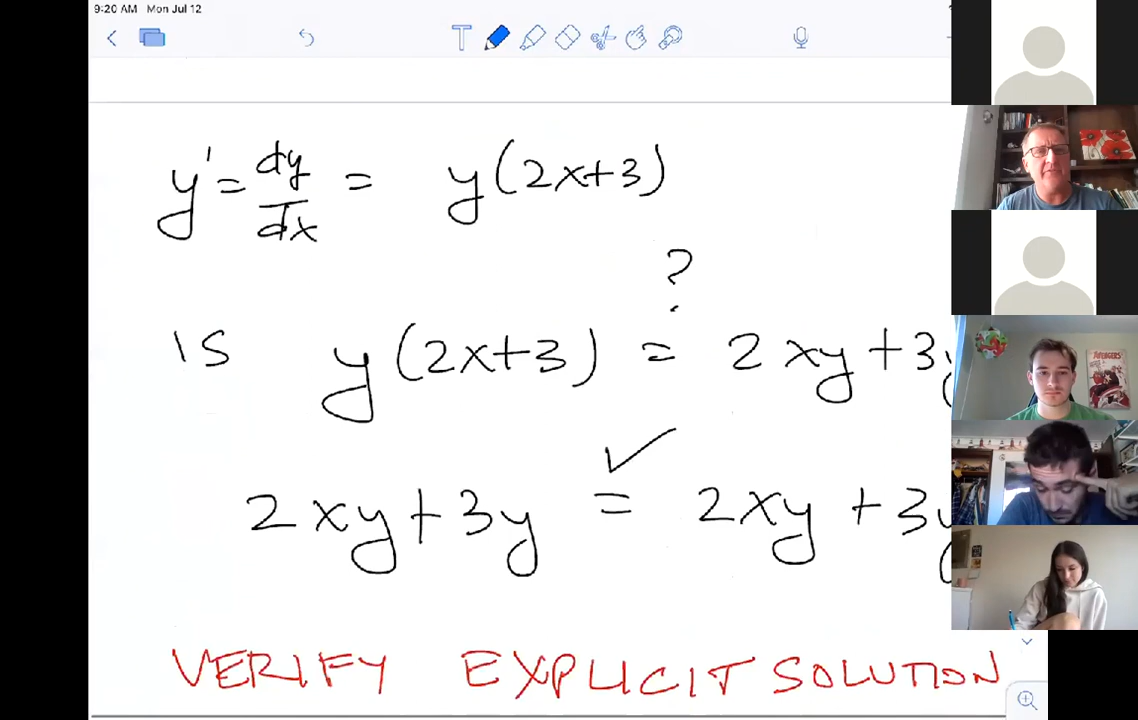 9:20 AM Mon Jul 12
y' = dy/dx = y(2x+3)
?
is y(2x+3) = 2xy+3y
✓
2xy+3y = 2xy+3y
VERIFY EXPLICIT SOLUTION